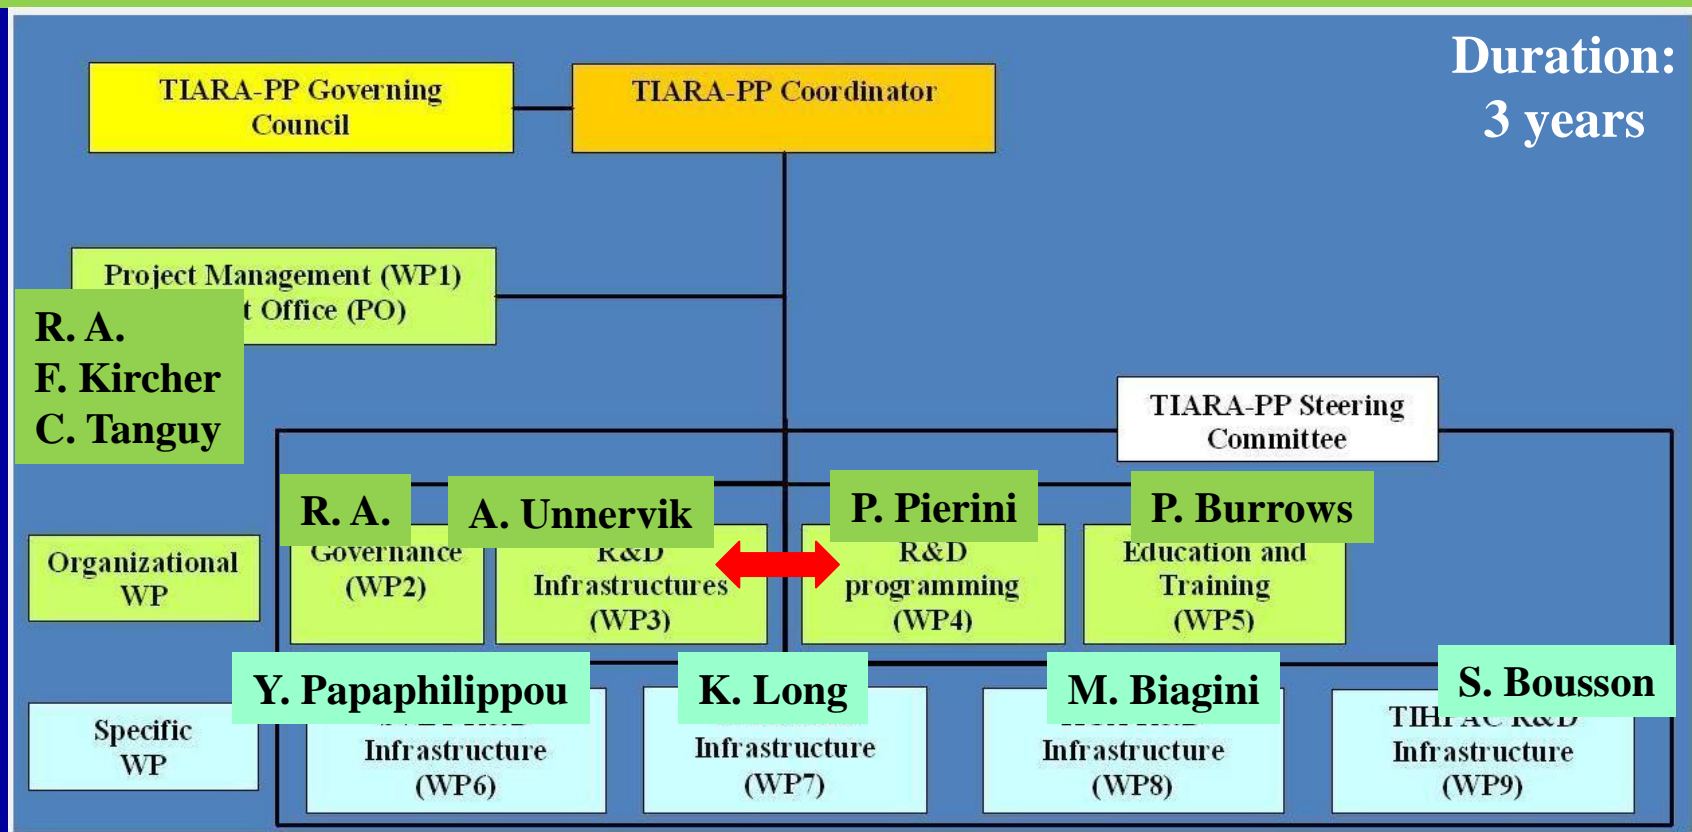 Duration:
3 years
TIARA-PP Governing
Council
TIARA-PP Coordinator
Project Management (WP1)
Office (PO)
R. A.
F. Kircher
C. Tanguy
TIARA-PP Steering
Committee
R. A.
A. Unnervik
P. Pierini
P. Burrows
Organizational
WP
Governance
(WP2)
R&D
Infrastructures
(WP3)
R&D
programming
(WP4)
Education and
Training
(WP5)
Y. Papaphilippou
K. Long
M. Biagini
S. Bousson
Specific
WP
Infrastructure
(WP6)
Infrastructure
(WP7)
Infrastructure
(WP8)
TIHPAC R&D
Infrastructure
(WP9)